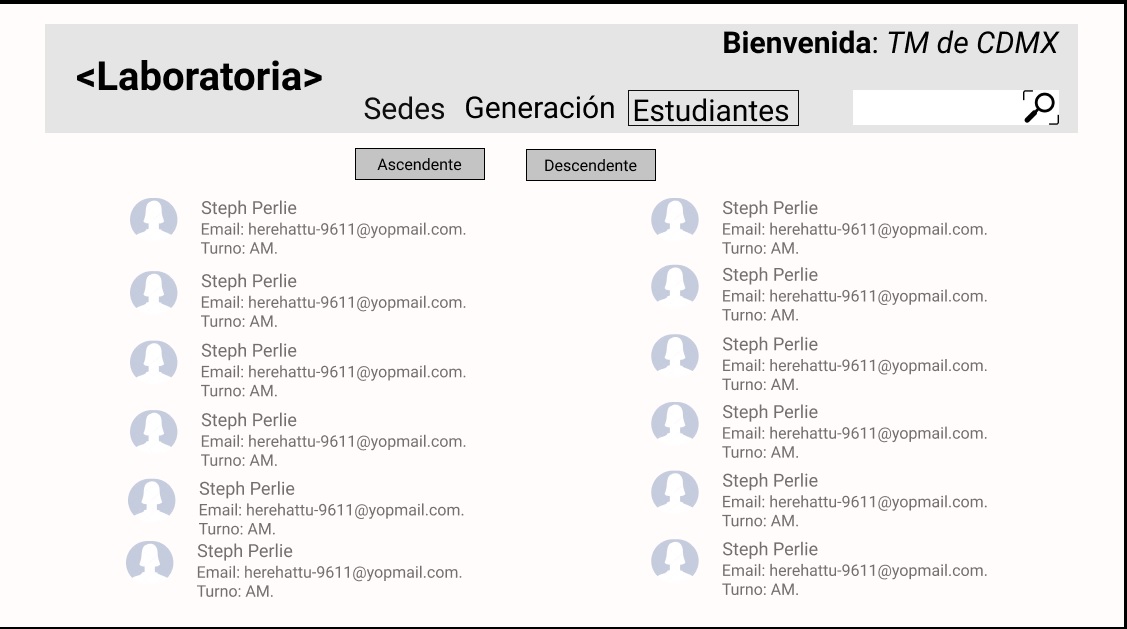 Bienvenida: TM de CDMX
<Laboratoria>
Sedes Generación Estudiantes
Ascendente Descendente
Steph Perlie
Email: herehattu-9611@yopmail.com.
Turno: AM.
Steph Perlie
Email: herehattu-9611@yopmail.com.
Turno: AM.
Steph Perlie
Email: herehattu-9611@yopmail.com.
Turno: AM.
Steph Perlie
Email: herehattu-9611@yopmail.com.
Turno: AM.
Steph Perlie
Email: herehattu-9611@yopmail.com.
Turno: AM.
Steph Perlie
Email: herehattu-9611@yopmail.com.
Turno: AM.
Steph Perlie
Email: herehattu-9611@yopmail.com.
Turno: AM.
Steph Perlie
Email: herehattu-9611@yopmail.com.
Turno: AM.
Steph Perlie
Email: herehattu-9611@yopmail.com.
Turno: AM.
Steph Perlie
Email: herehattu-9611@yopmail.com.
Turno: AM.
Steph Perlie
Email: herehattu-9611@yopmail.com.
Turno: AM.
Steph Perlie
Email: herehattu-9611@yopmail.com.
Turno: AM.